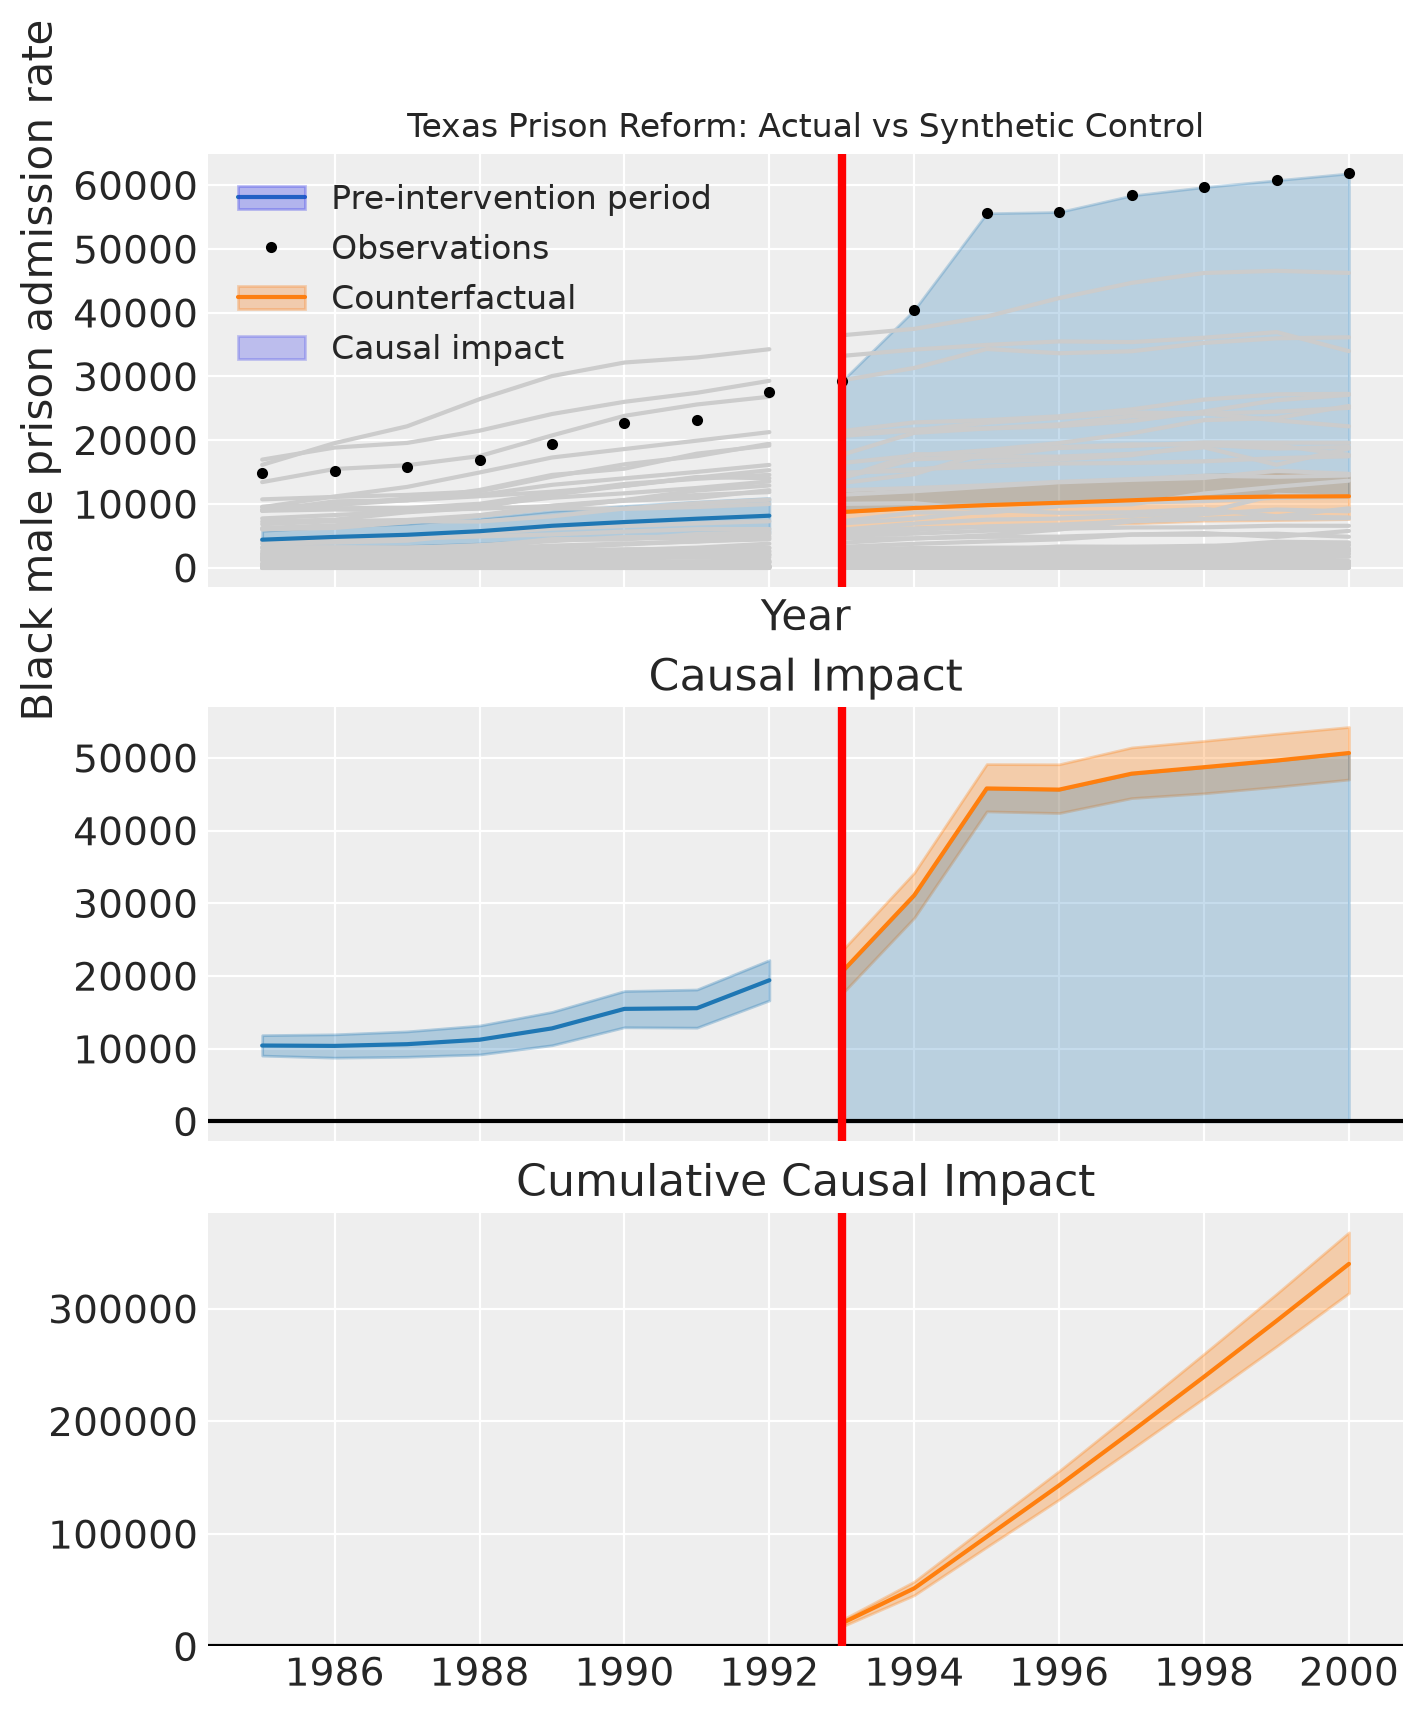 Texas Prison Reform: Actual vs Synthetic Control
Black male prison admission rate
60000
50000
40000
30000
20000
10000
0
Pre-intervention period
Observations
Counterfactual
Causal impact
Year
Causal Impact
50000
40000
30000
20000
10000
0
Cumulative Causal Impact
300000
200000
100000
0
1986 1988 1990 1992 1994 1996 1998 2000